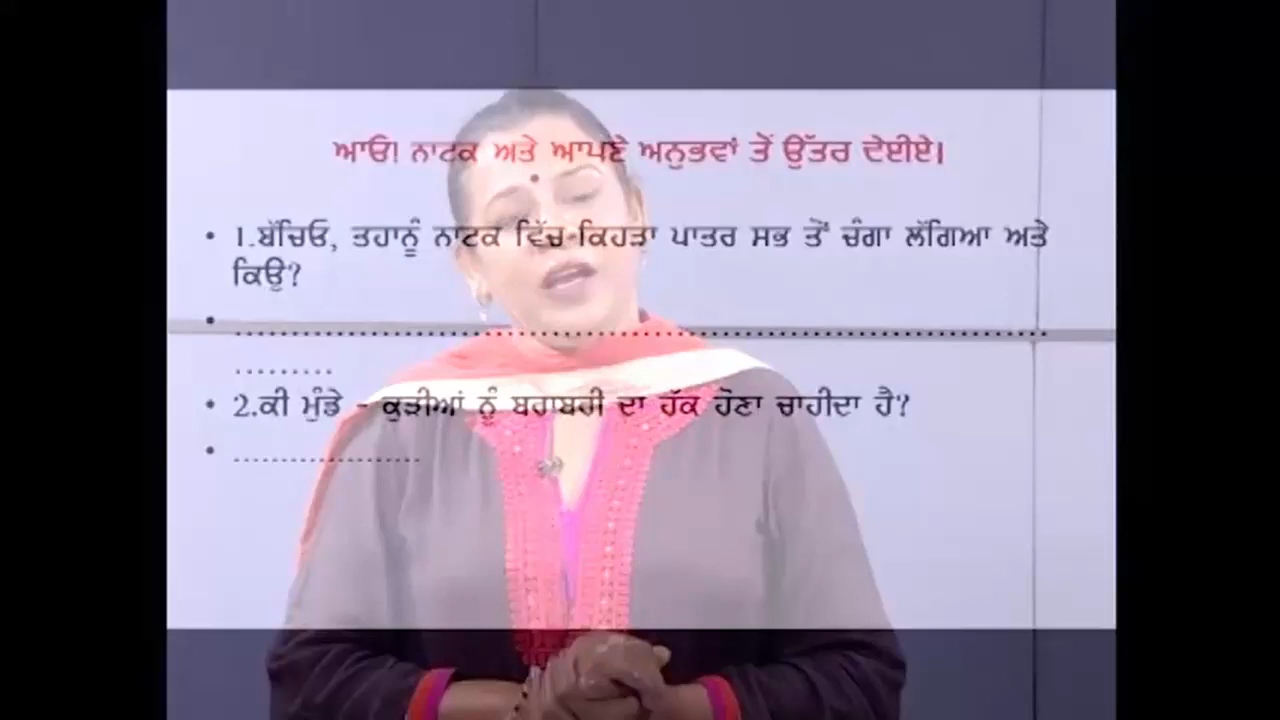 ਆਓ! ਨਾਟਕ ਅਤੇ ਆਪਣੇ ਅਨੁਭਵਾਂ ਤੋਂ ਉੱਤਰ ਦੇਈਏ।
• 1.ਬੱਚਿਓ, ਤਹਾਨੂੰ ਨਾਟਕ ਵਿੱਚ ਕਿਹੜਾ ਪਾਤਰ ਸਭ ਤੋਂ ਚੰਗਾ ਲੱਗਿਆ ਅਤੇ
ਕਿਉ?
• ................................................................................
.........
• 2.ਕੀ ਮੁੰਡੇ - ਕੁੜੀਆਂ ਨੂੰ ਬਰਾਬਰੀ ਦਾ ਹੱਕ ਹੋਣਾ ਚਾਹੀਦਾ ਹੈ?
• ..................